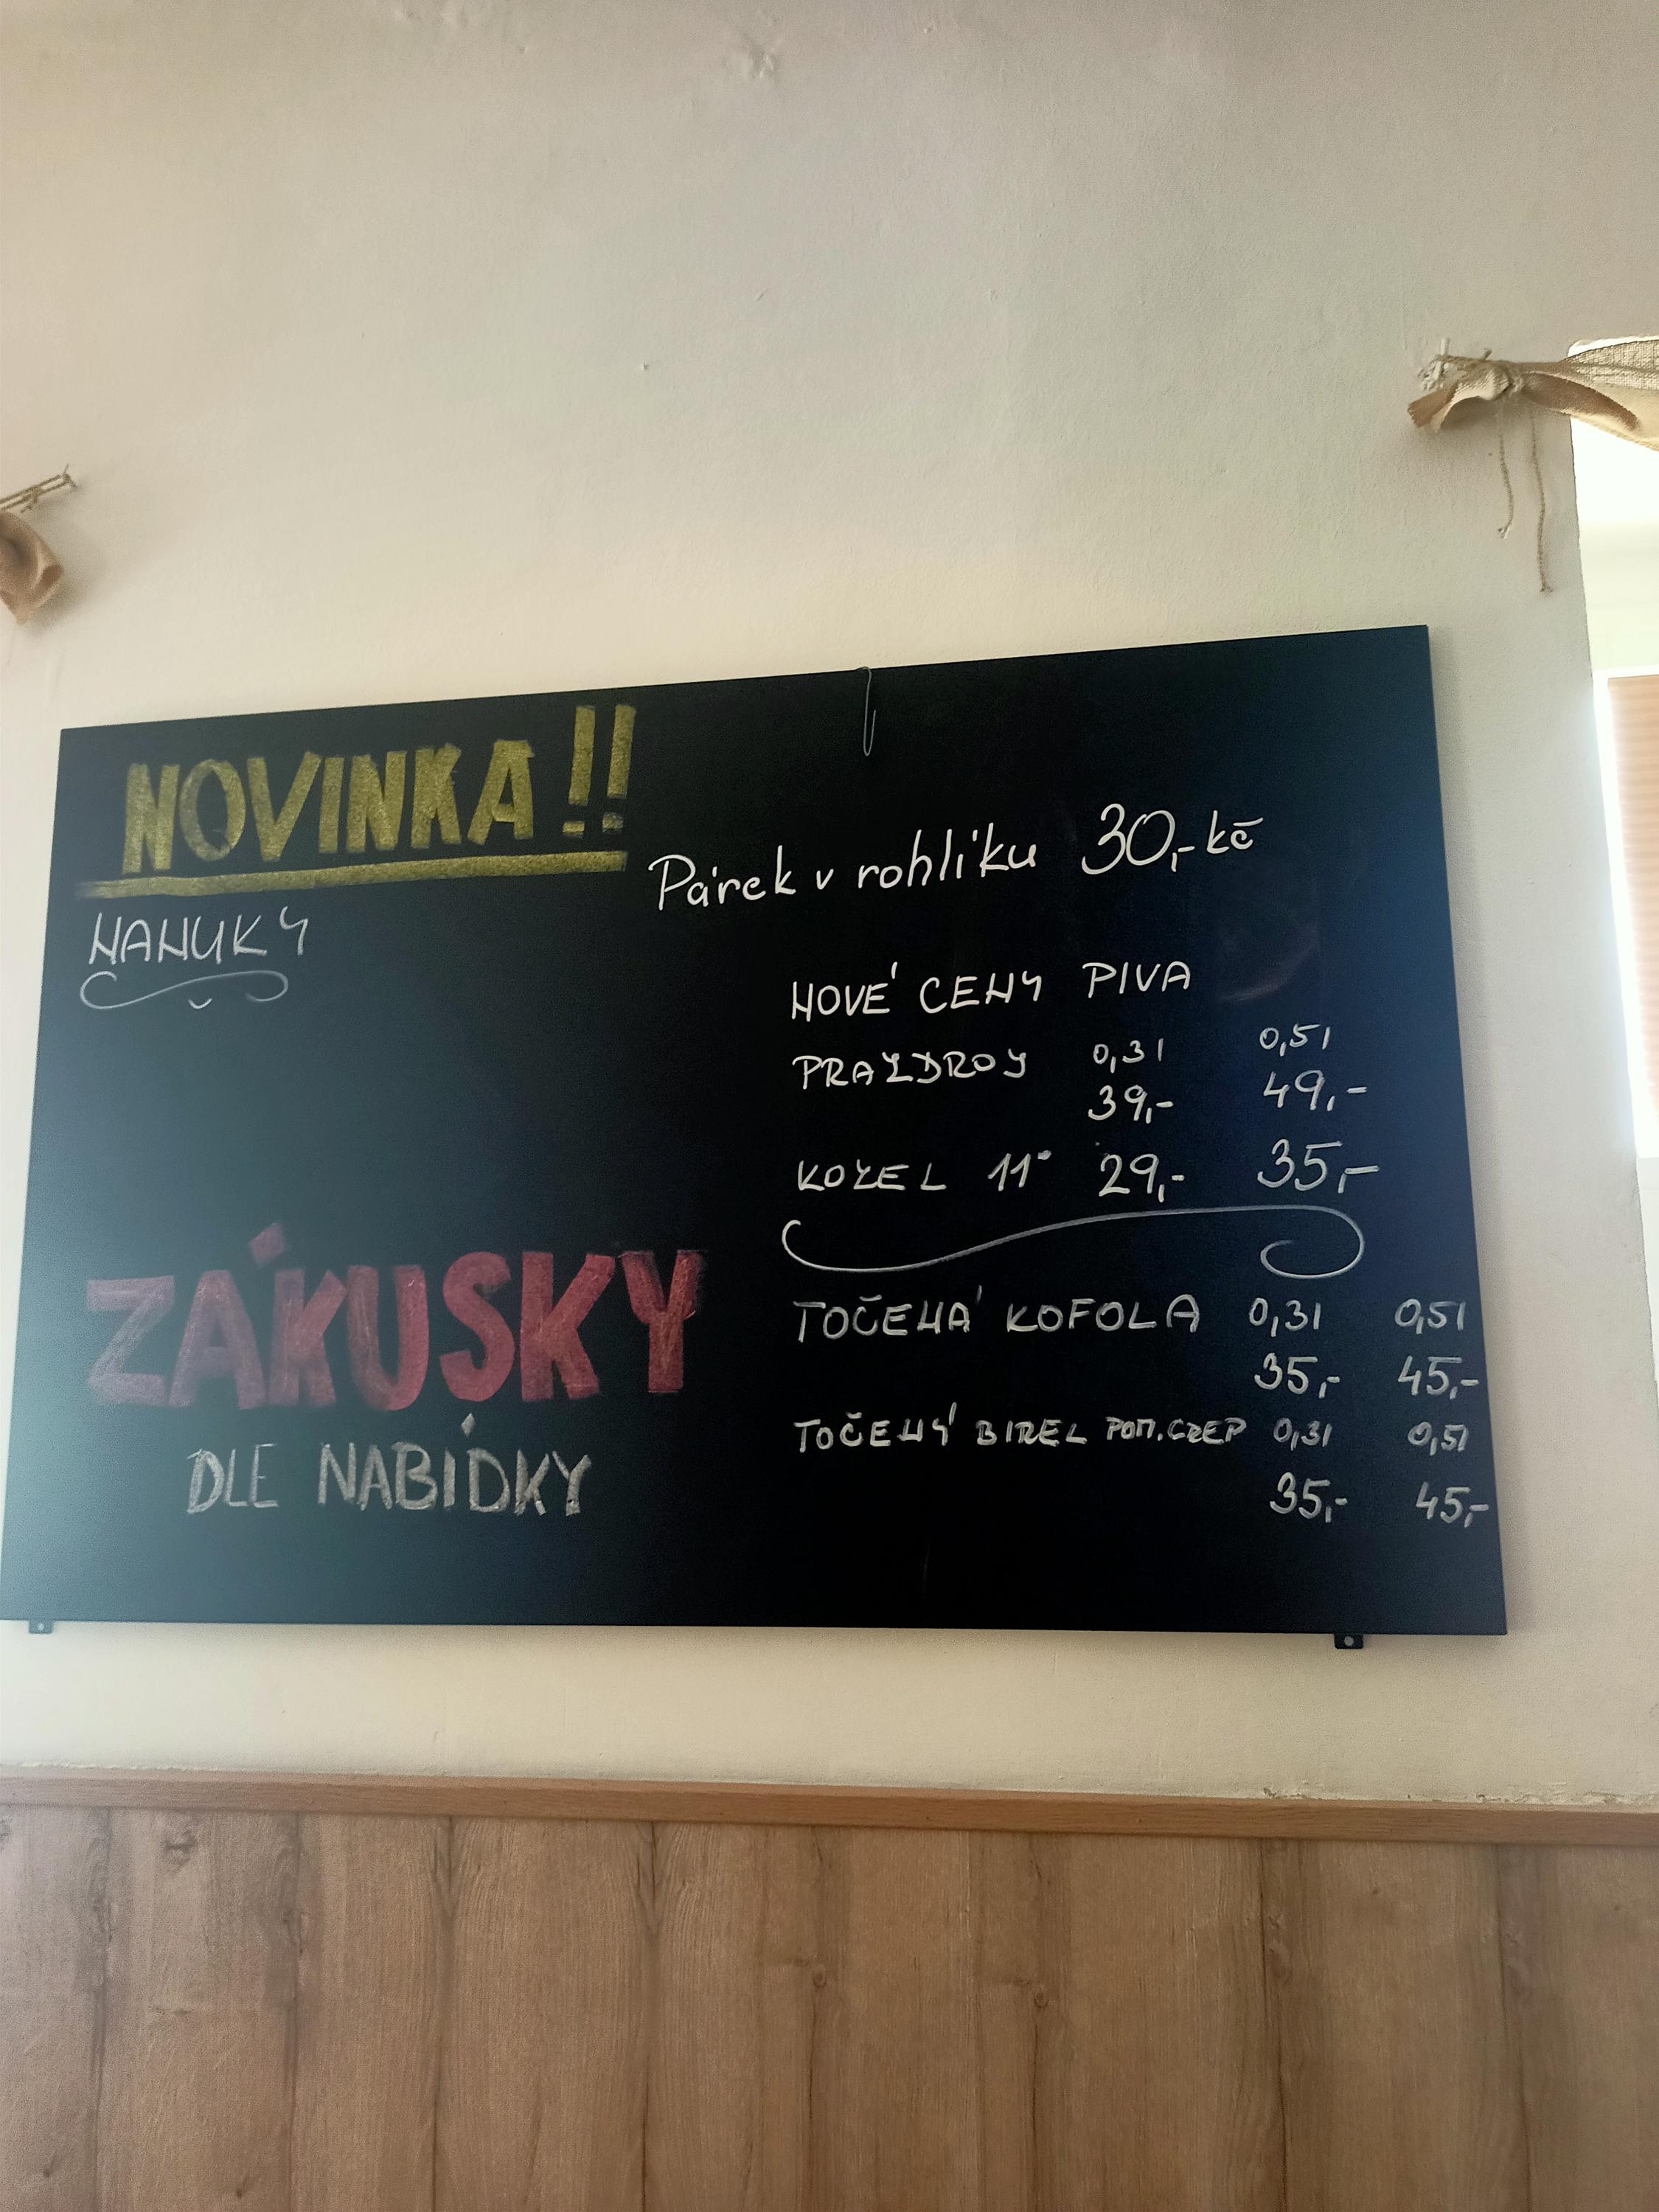 NOVINKA!!
NANUKY
Párek v rohlíku 30,- kč
NOVÉ CENY PIVA
PRAZDROJ 0,3l 0,5l
39,- 49,-
KOZEL 11° 29,- 35,-
ZÁKUSKY
DLE NABÍDKY
TOČENÁ KOFOLA 0,3l 0,5l
35,- 45,-
TOČENÝ BIREL POM.GREP 0,3l 0,5l
35,- 45,-